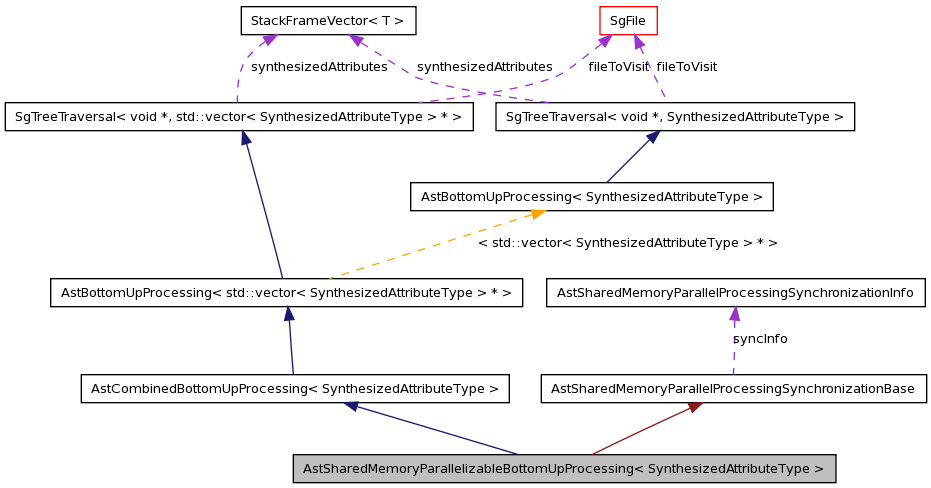 StackFrameVector< T >
SgFile
synthesizedAttributes
synthesizedAttributes
fileToVisit
fileToVisit
SgTreeTraversal< void *, std::vector< SynthesizedAttributeType > * >
SgTreeTraversal< void *, SynthesizedAttributeType >
AstBottomUpProcessing< SynthesizedAttributeType >
< std::vector< SynthesizedAttributeType > * >
AstBottomUpProcessing< std::vector< SynthesizedAttributeType > * >
AstSharedMemoryParallelProcessingSynchronizationInfo
syncInfo
AstCombinedBottomUpProcessing< SynthesizedAttributeType >
AstSharedMemoryParallelProcessingSynchronizationBase
AstSharedMemoryParallelizableBottomUpProcessing< SynthesizedAttributeType >